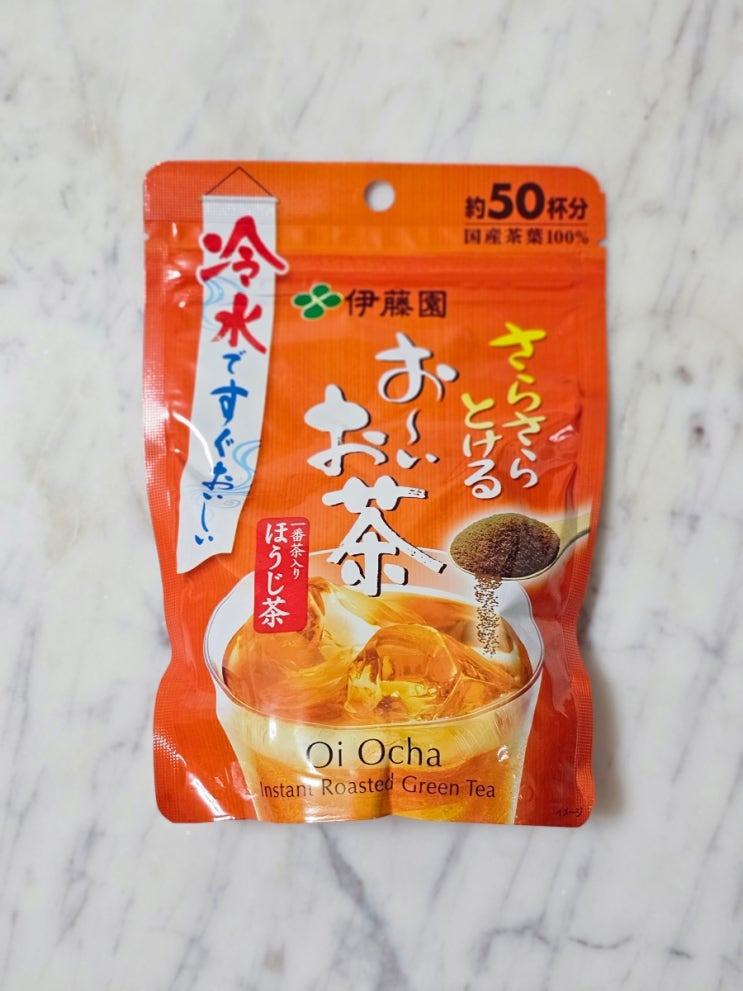 約50杯分
国産茶葉100%
冷水ですぐおいしい
伊藤園
さらさら
とける
お〜い
お茶
一番茶入り
ほうじ茶
Oi Ocha
Instant Roasted Green Tea
イメージ